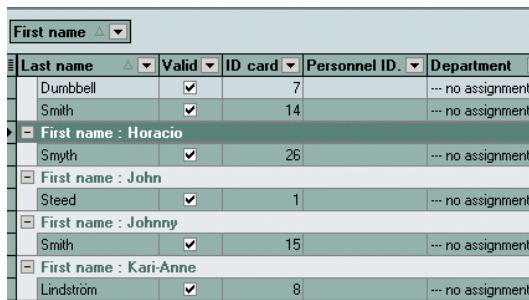 First name
Last name Valid ID card Personnel ID. Department
Dumbbell 7 --- no assignment
Smith 14 --- no assignment
First name : Horacio
Smyth 26 --- no assignment
First name : John
Steed 1 --- no assignment
First name : Johnny
Smith 15 --- no assignment
First name : Kari-Anne
Lindström 8 --- no assignment